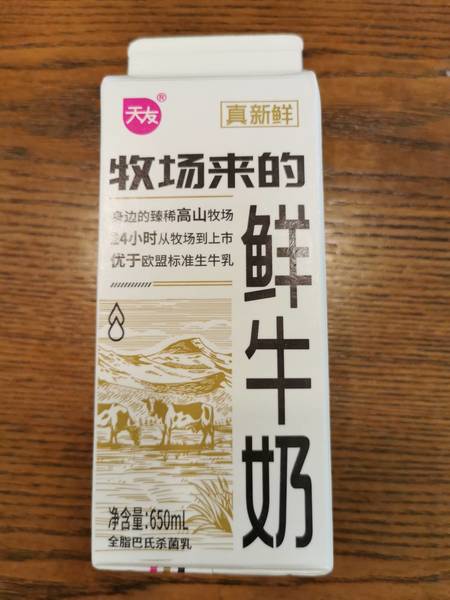 天友®
真新鲜
牧场来的
鲜牛奶
身边的臻稀高山牧场
24小时从牧场到上市
优于欧盟标准生牛乳
净含量:650mL
全脂巴氏杀菌乳